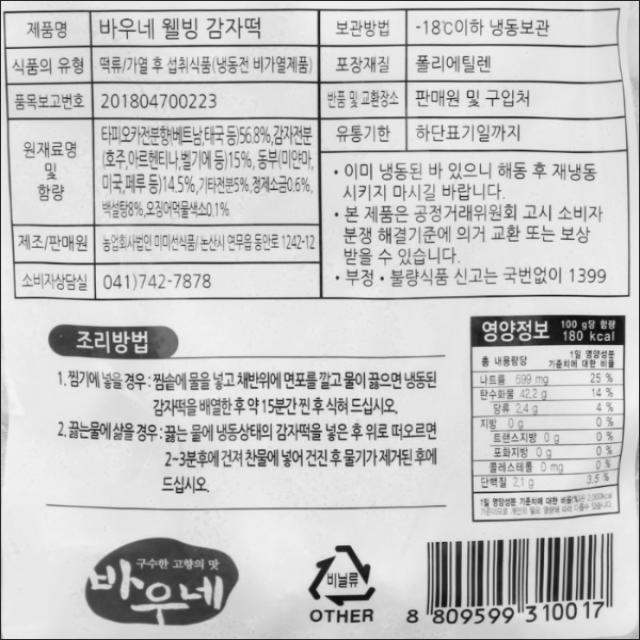 제품명 바우네 웰빙 감자떡
식품의 유형 떡류/가열 후 섭취식품(냉동전 비가열제품)
품목보고번호 201804700223
원재료명
및
함량
타피오카전분향(베트남,태국 등)56.8%,감자전분
(호주,아르헨티나,벨기에 등)15%, 동부(미얀마,
미국,페루 등)14.5%,기타전분5%,정제소금0.6%,
백설탕8%,오징어먹물색소0.1%
제조/판매원 농업회사법인 미미선식품/논산시 연무읍 동안로 1242-12
소비자상담실 041)742-7878
보관방법 -18℃이하 냉동보관
포장재질 폴리에틸렌
반품 및 교환장소 판매원 및 구입처
유통기한 하단표기일까지
• 이미 냉동된 바 있으니 해동 후 재냉동
시키지 마시길 바랍니다.
• 본 제품은 공정거래위원회 고시 소비자
분쟁 해결기준에 의거 교환 또는 보상
받을 수 있습니다.
• 부정 • 불량식품 신고는 국번없이 1399
조리방법
1. 찜기에 넣을 경우 : 찜솥에 물을 넣고 채반위에 면포를 깔고 물이 끓으면 냉동된
감자떡을 배열한 후 약 15분간 찐 후 식혀 드십시오.
2. 끓는물에 삶을 경우 : 끓는 물에 냉동상태의 감자떡을 넣은 후 위로 떠오르면
2~3분후에 건져 찬물에 넣어 건진 후 물기가 제거된 후에
드십시오.
영양정보 100 g당 함량
180 kcal
총 내용량당 1일 영양성분
기준치에 대한 비율
나트륨 599 mg 25 %
탄수화물 42.2 g 14 %
당류 2.4 g 4 %
지방 0 g 0 %
트랜스지방 0 g 0 %
포화지방 0 g 0 %
콜레스테롤 0 mg 0 %
단백질 2.1 g 3.5 %
1일 영양성분 기준치에 대한 비율(%)은 2,000kcal
기준이므로 개인의 필요 열량에 따라 다를수 있습니다.
구수한 고향의 맛
바우네
비닐류
OTHER
8 809599 310017